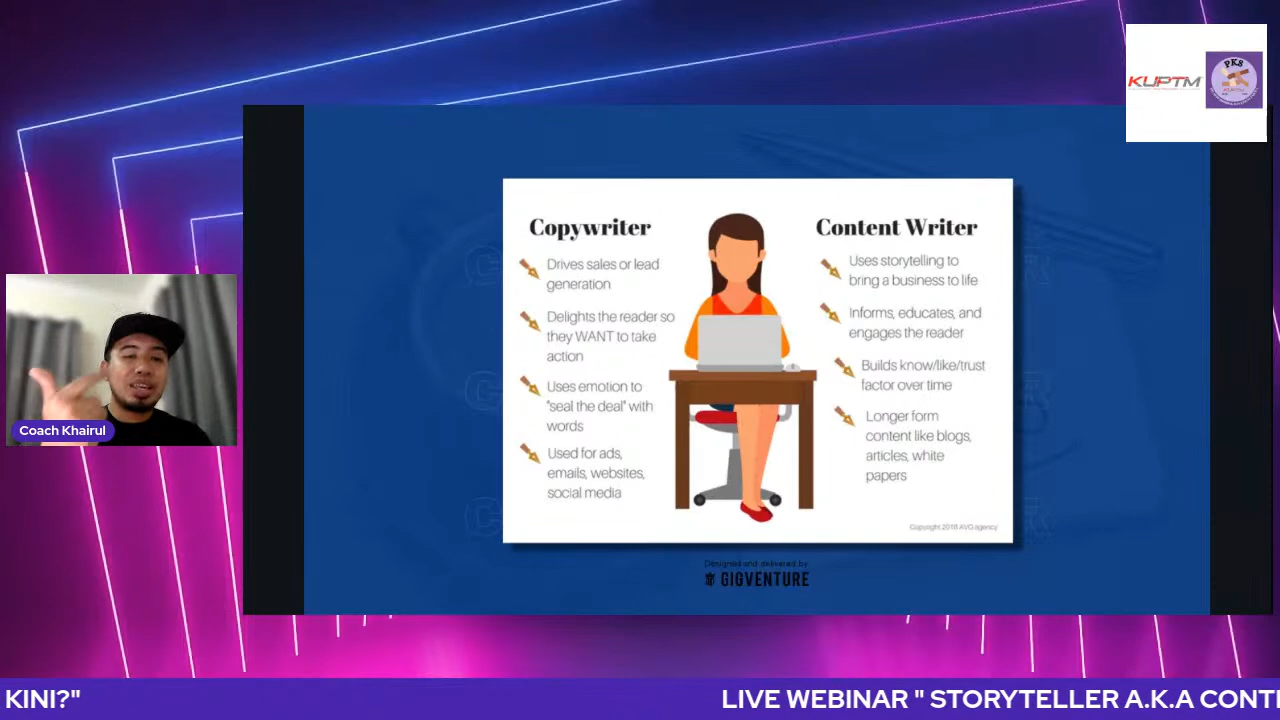 KUPTM
PKS
Copywriter
Drives sales or lead
generation
Delights the reader so
they WANT to take
action
Uses emotion to
"seal the deal" with
words
Used for ads,
emails, websites,
social media
Content Writer
Uses storytelling to
bring a business to life
Informs, educates, and
engages the reader
Builds know/like/trust
factor over time
Longer form
content like blogs,
articles, white
papers
Copyright 2018 AVO agency
Designed and delivered by
GIGVENTURE
Coach Khairul
KINI?"
LIVE WEBINAR " STORYTELLER A.K.A CONT